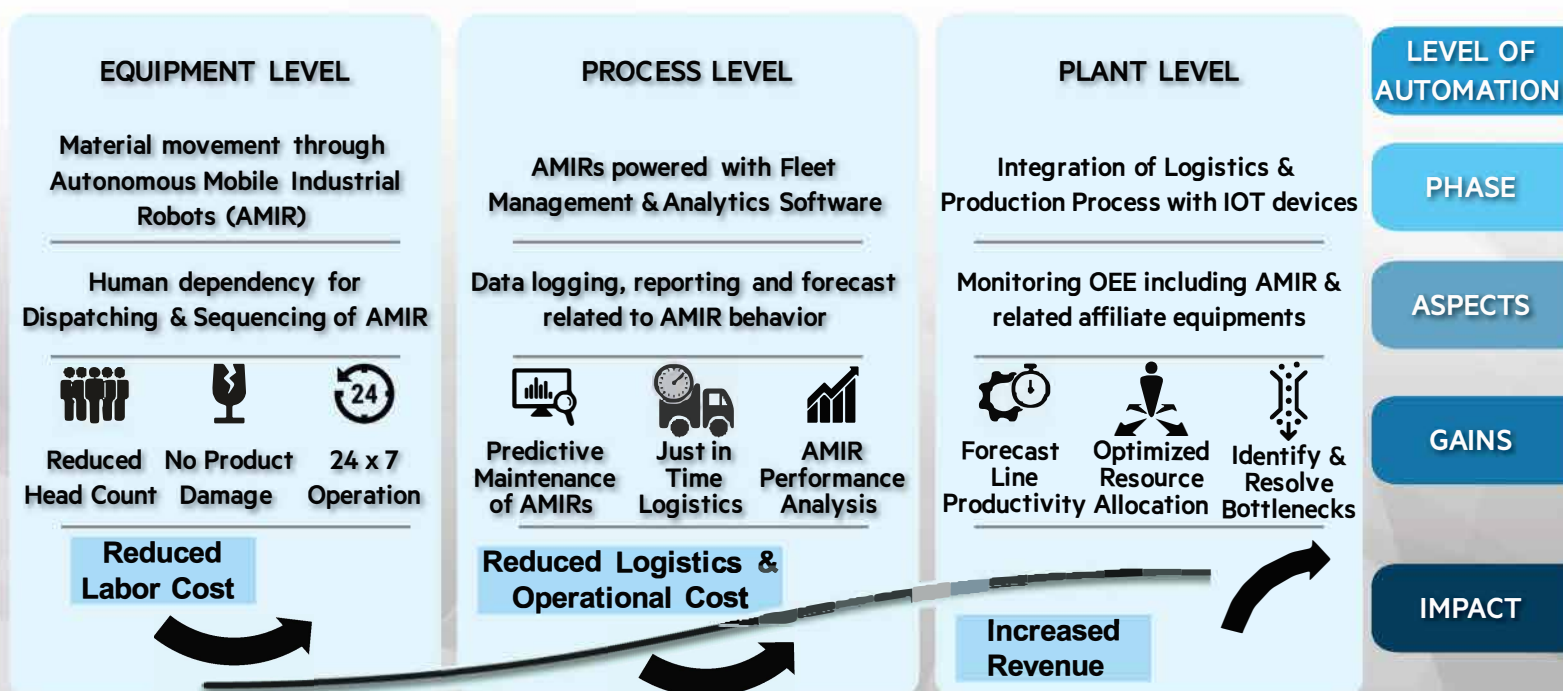 EQUIPMENT LEVEL
Material movement through
Autonomous Mobile Industrial
Robots (AMIR)
Human dependency for
Dispatching & Sequencing of AMIR
24
Reduced
Head Count
No Product
Damage
24 x 7
Operation
Reduced
Labor Cost
PROCESS LEVEL
AMIRs powered with Fleet
Management & Analytics Software
Data logging, reporting and forecast
related to AMIR behavior
Predictive
Maintenance
of AMIRs
Just in
Time
Logistics
AMIR
Performance
Analysis
Reduced Logistics &
Operational Cost
PLANT LEVEL
Integration of Logistics &
Production Process with IOT devices
Monitoring OEE including AMIR &
related affiliate equipments
Forecast
Line
Productivity
Optimized
Resource
Allocation
Identify &
Resolve
Bottlenecks
Increased
Revenue
LEVEL OF
AUTOMATION
PHASE
ASPECTS
GAINS
IMPACT